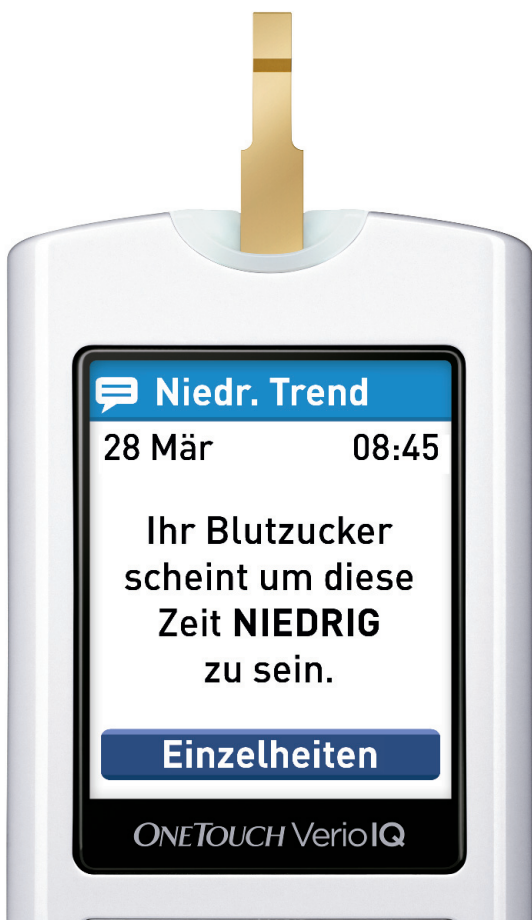 Niedr. Trend
28 Mär 08:45
Ihr Blutzucker
scheint um diese
Zeit NIEDRIG
zu sein.
Einzelheiten
ONETOUCH VerioIQ